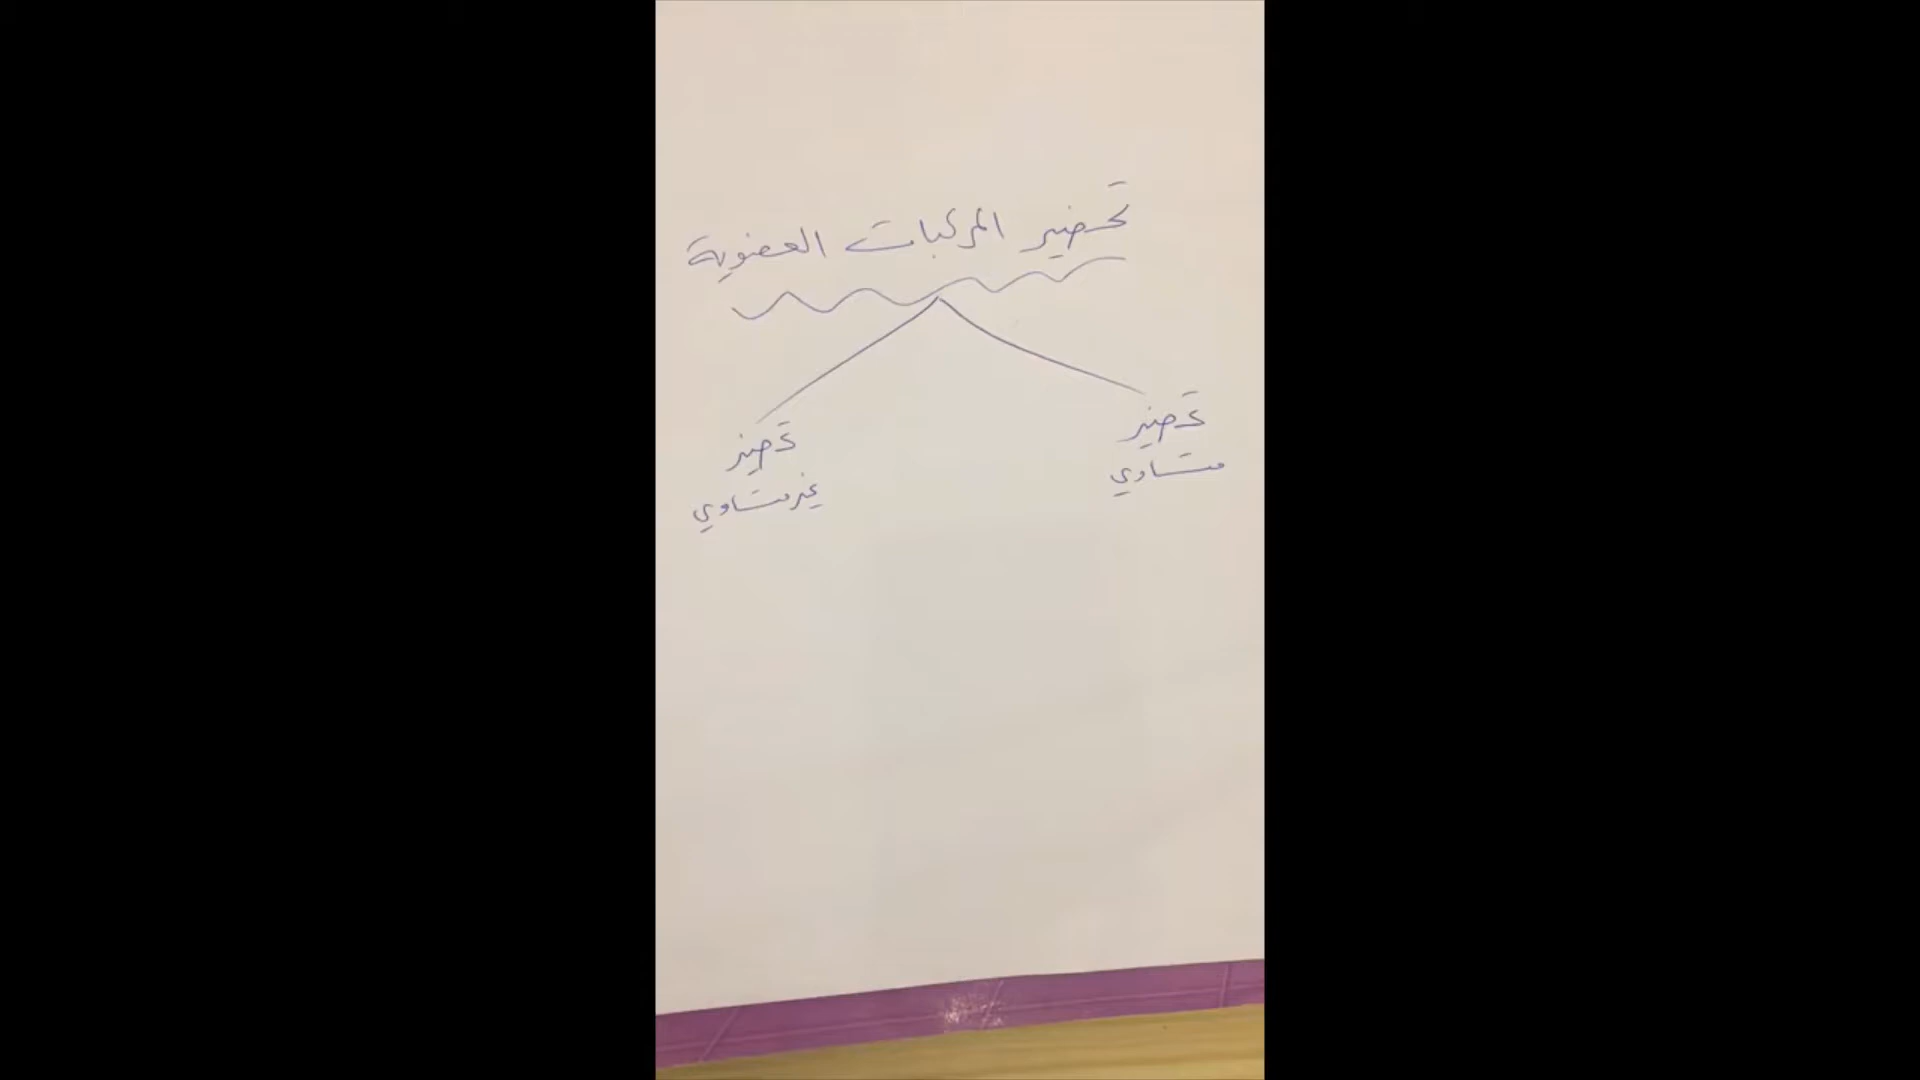 تحضير المركبات العضوية
تحضير
متساوي
تحضير
غير متساوي